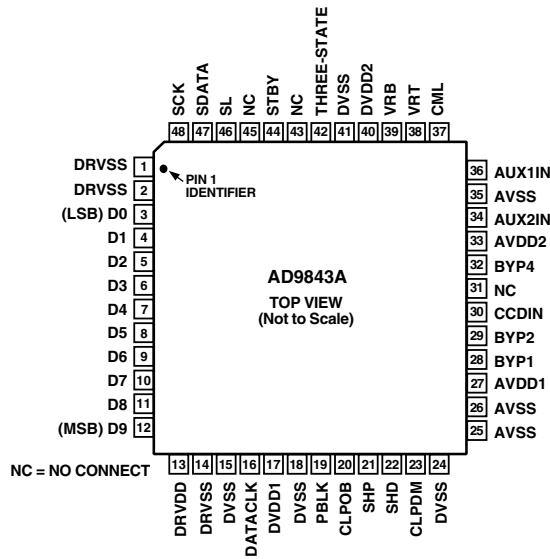 SCK
SDATA
SL
NC
STBY
NC
THREE-STATE
DVSS
DVDD2
VRB
VRT
CML
48 47 46 45 44 43 42 41 40 39 38 37
DRVSS 1
DRVSS 2
(LSB) D0 3
D1 4
D2 5
D3 6
D4 7
D5 8
D6 9
D7 10
D8 11
(MSB) D9 12
PIN 1
IDENTIFIER
AD9843A
TOP VIEW
(Not to Scale)
36 AUX1IN
35 AVSS
34 AUX2IN
33 AVDD2
32 BYP4
31 NC
30 CCDIN
29 BYP2
28 BYP1
27 AVDD1
26 AVSS
25 AVSS
NC = NO CONNECT
13 14 15 16 17 18 19 20 21 22 23 24
DRVDD
DRVSS
DVSS
DATACLK
DVDD1
DVSS
PBLK
CLPOB
SHP
SHD
CLPDM
DVSS